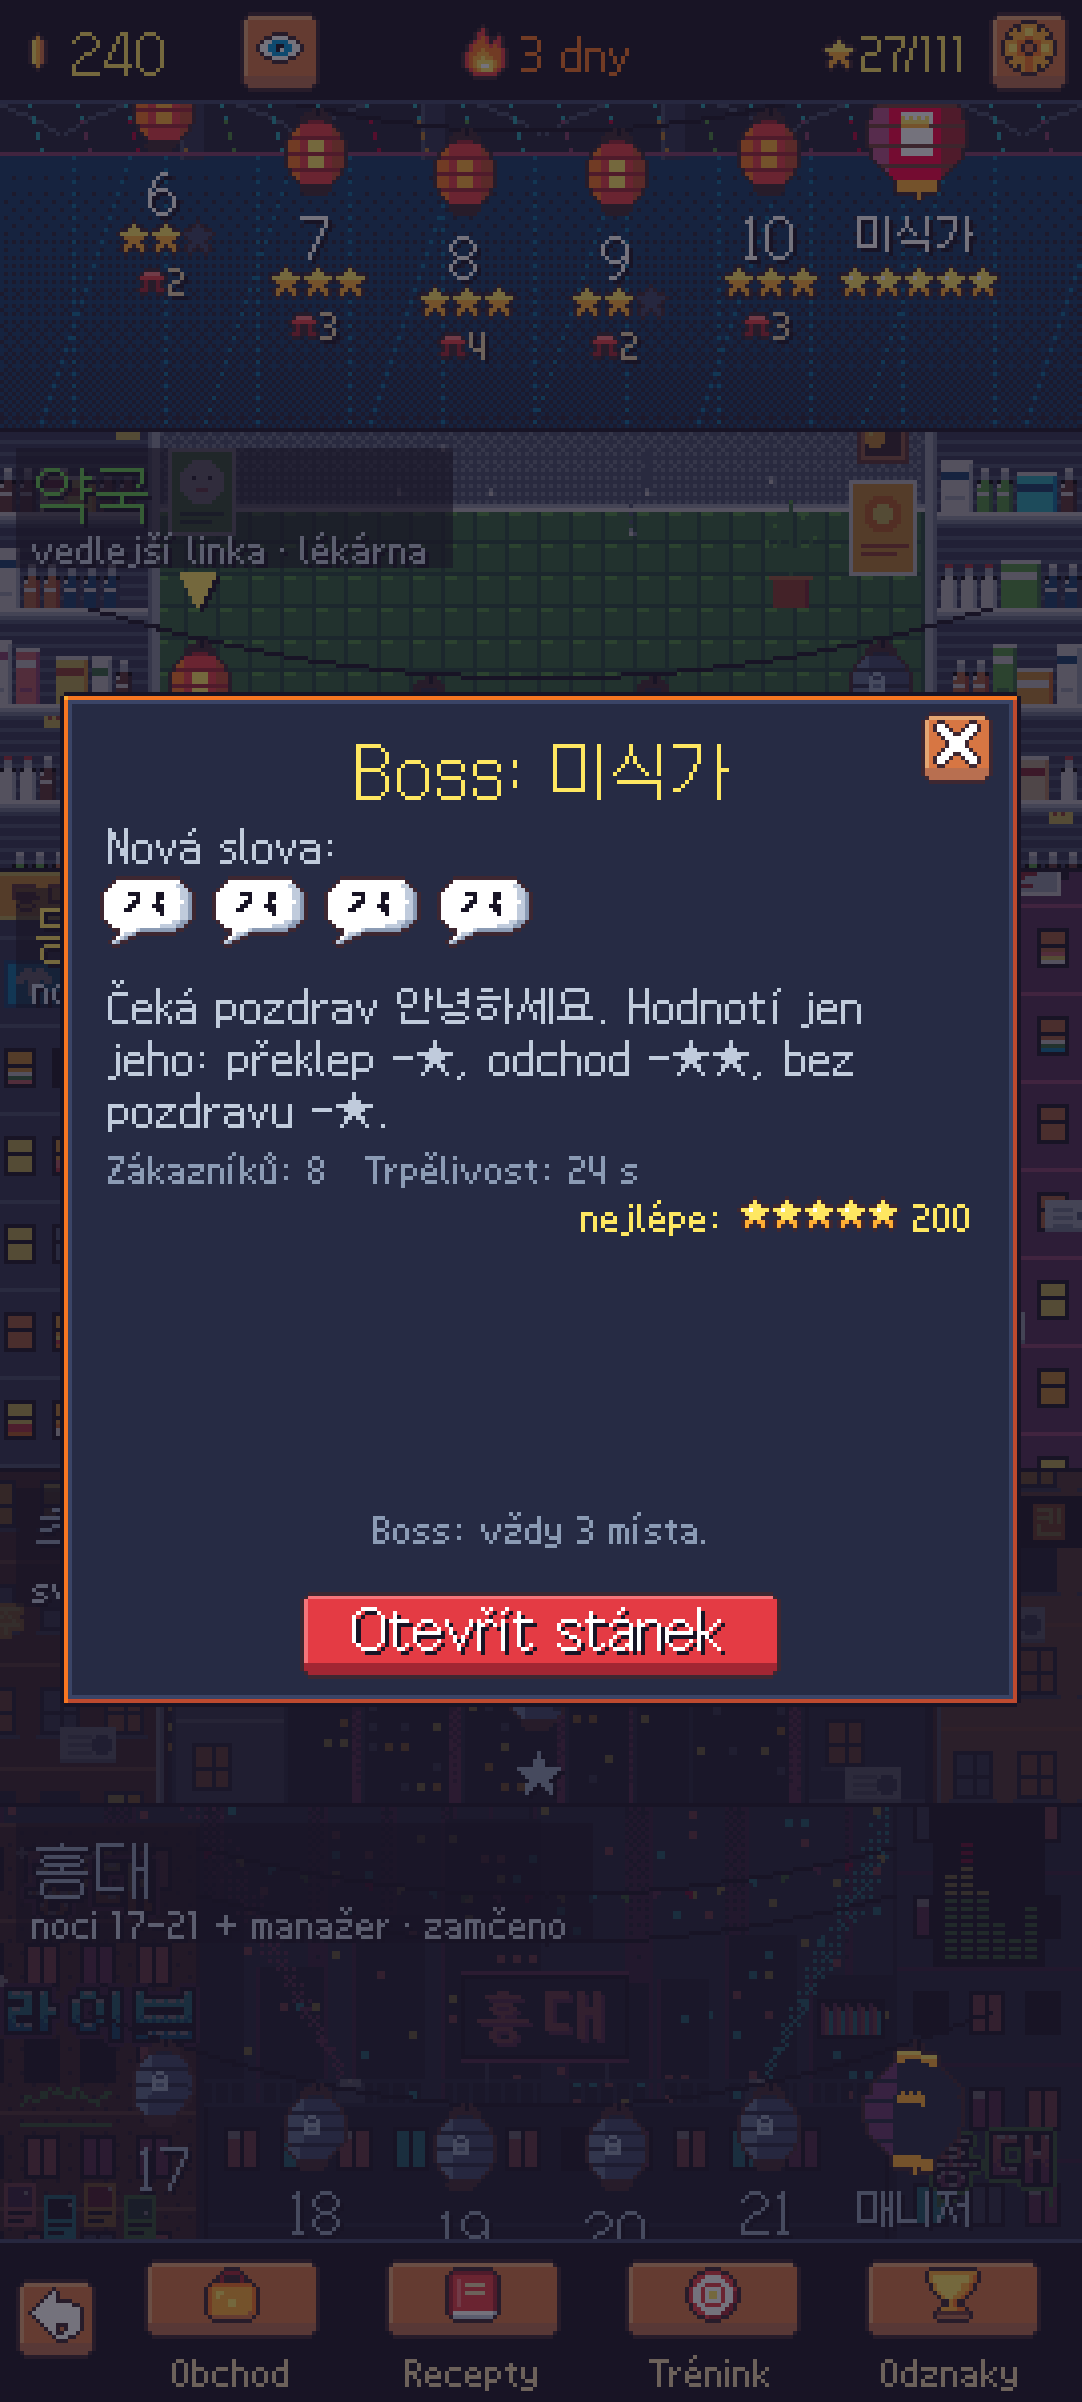 240
3 dny
★27/111
6
7
8
9
10
미식가
2
3
4
2
3
약국
vedlejší linka · lékárna
Boss: 미식가
Nová slova:
Čeká pozdrav 안녕하세요. Hodnotí jen
jeho: překlep -★, odchod -★★, bez
pozdravu -★.
Zákazníků: 8 Trpělivost: 24 s
nejlépe: ★★★★★ 200
Boss: vždy 3 místa.
Otevřít stánek
홍대
noci 17-21 + manažer · zamčeno
라이브
홍대
17
18
19
20
21
매니저
Obchod
Recepty
Trénink
Odznaky